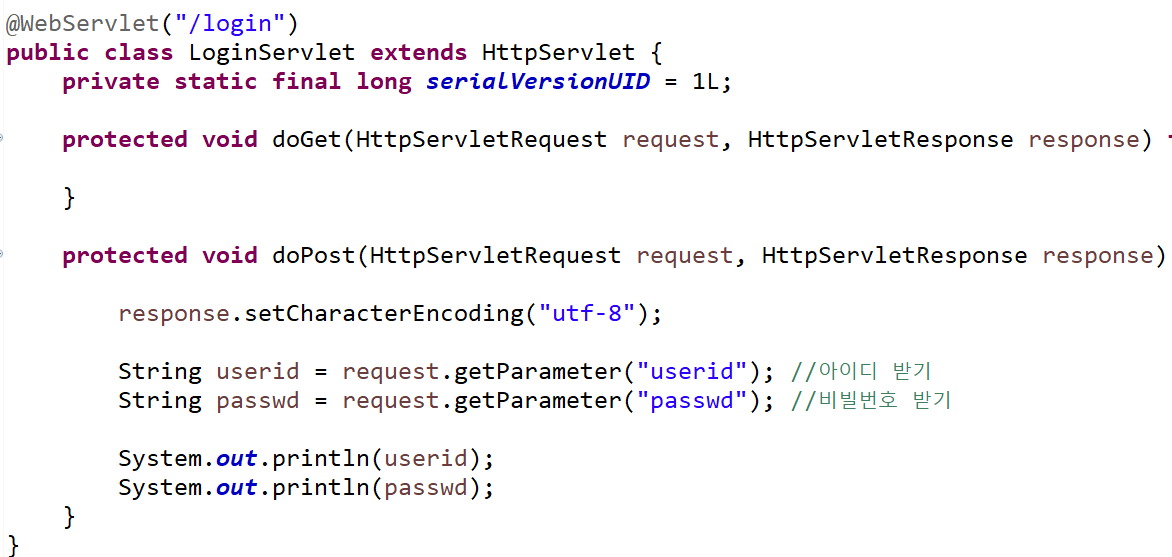 @WebServlet("/login")
public class LoginServlet extends HttpServlet {
private static final long serialVersionUID = 1L;
protected void doGet(HttpServletRequest request, HttpServletResponse response)
}
protected void doPost(HttpServletRequest request, HttpServletResponse response)
response.setCharacterEncoding("utf-8");
String userid = request.getParameter("userid"); //아이디 받기
String passwd = request.getParameter("passwd"); //비빌번호 받기
System.out.println(userid);
System.out.println(passwd);
}
}